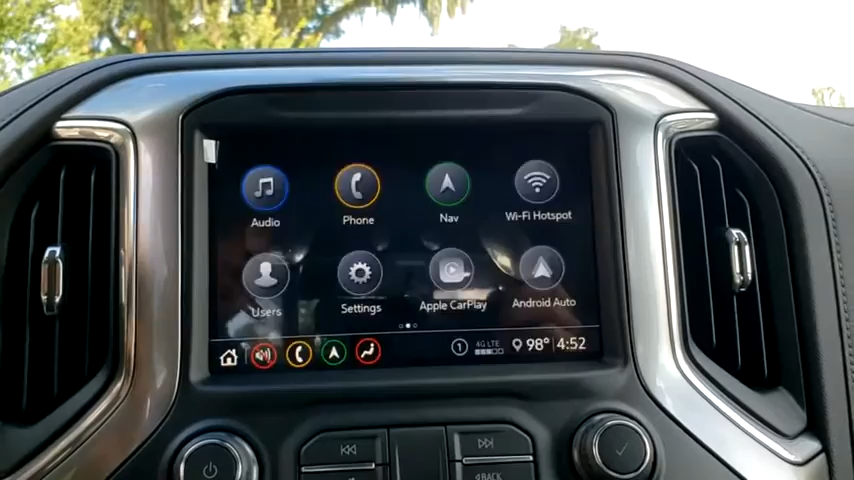 Audio Phone Nav Wi-Fi Hotspot
Users Settings Apple CarPlay Android Auto
1 4G LTE 98° 4:52
BACK